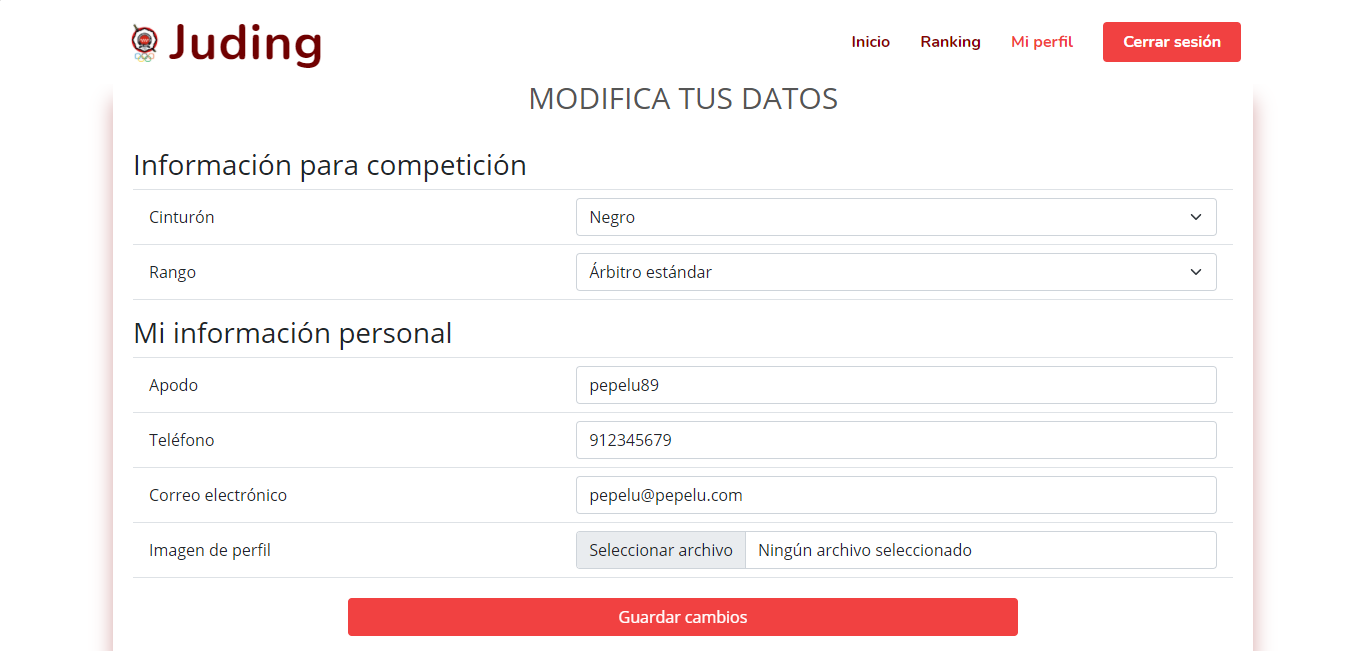 Juding
Inicio Ranking Mi perfil Cerrar sesión
MODIFICA TUS DATOS
Información para competición
Cinturón Negro
Rango Árbitro estándar
Mi información personal
Apodo pepelu89
Teléfono 912345679
Correo electrónico pepelu@pepelu.com
Imagen de perfil Seleccionar archivo Ningún archivo seleccionado
Guardar cambios